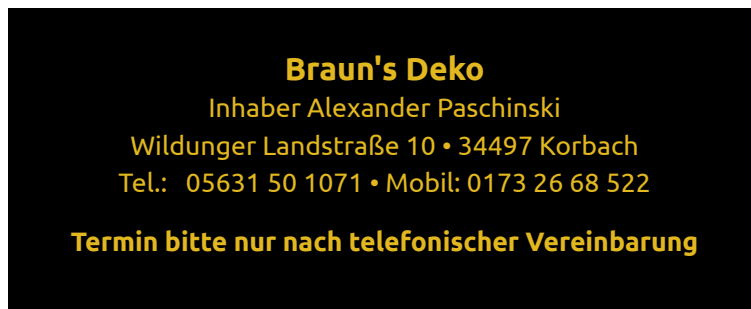 Braun's Deko
Inhaber Alexander Paschinski
Wildunger Landstraße 10 • 34497 Korbach
Tel.: 05631 50 1071 • Mobil: 0173 26 68 522
Termin bitte nur nach telefonischer Vereinbarung